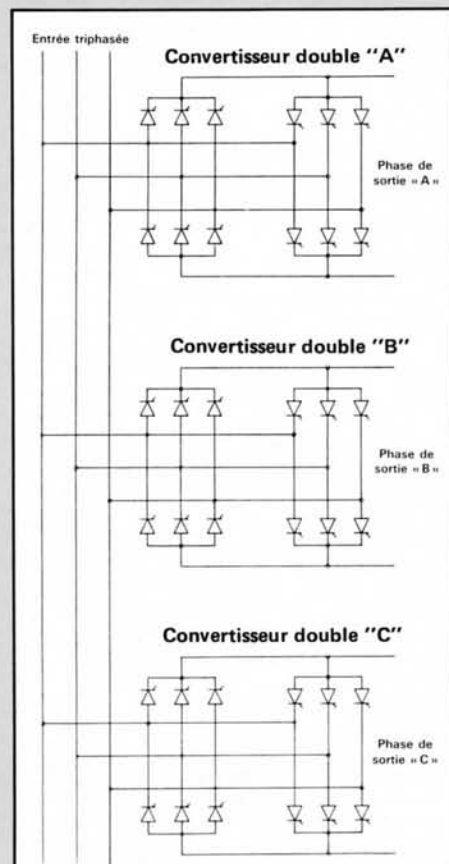 Entrée triphasée
Convertisseur double "A"
Phase de
sortie « A »
Convertisseur double "B"
Phase de
sortie « B »
Convertisseur double "C"
Phase de
sortie « C »